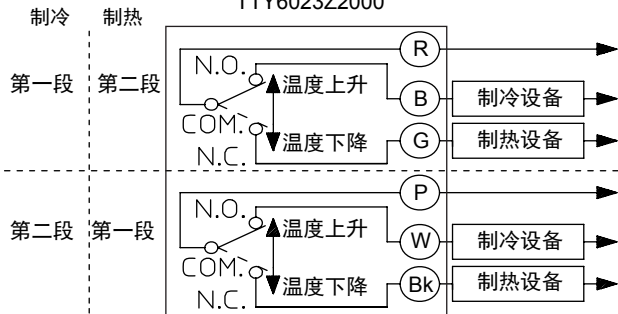 TTY6023Z2000
制冷 制热
第一段 第二段
N.O.
温度上升
COM.
温度下降
N.C.
R
B 制冷设备
G 制热设备
第二段 第一段
N.O.
温度上升
COM.
温度下降
N.C.
P
W 制冷设备
Bk 制热设备